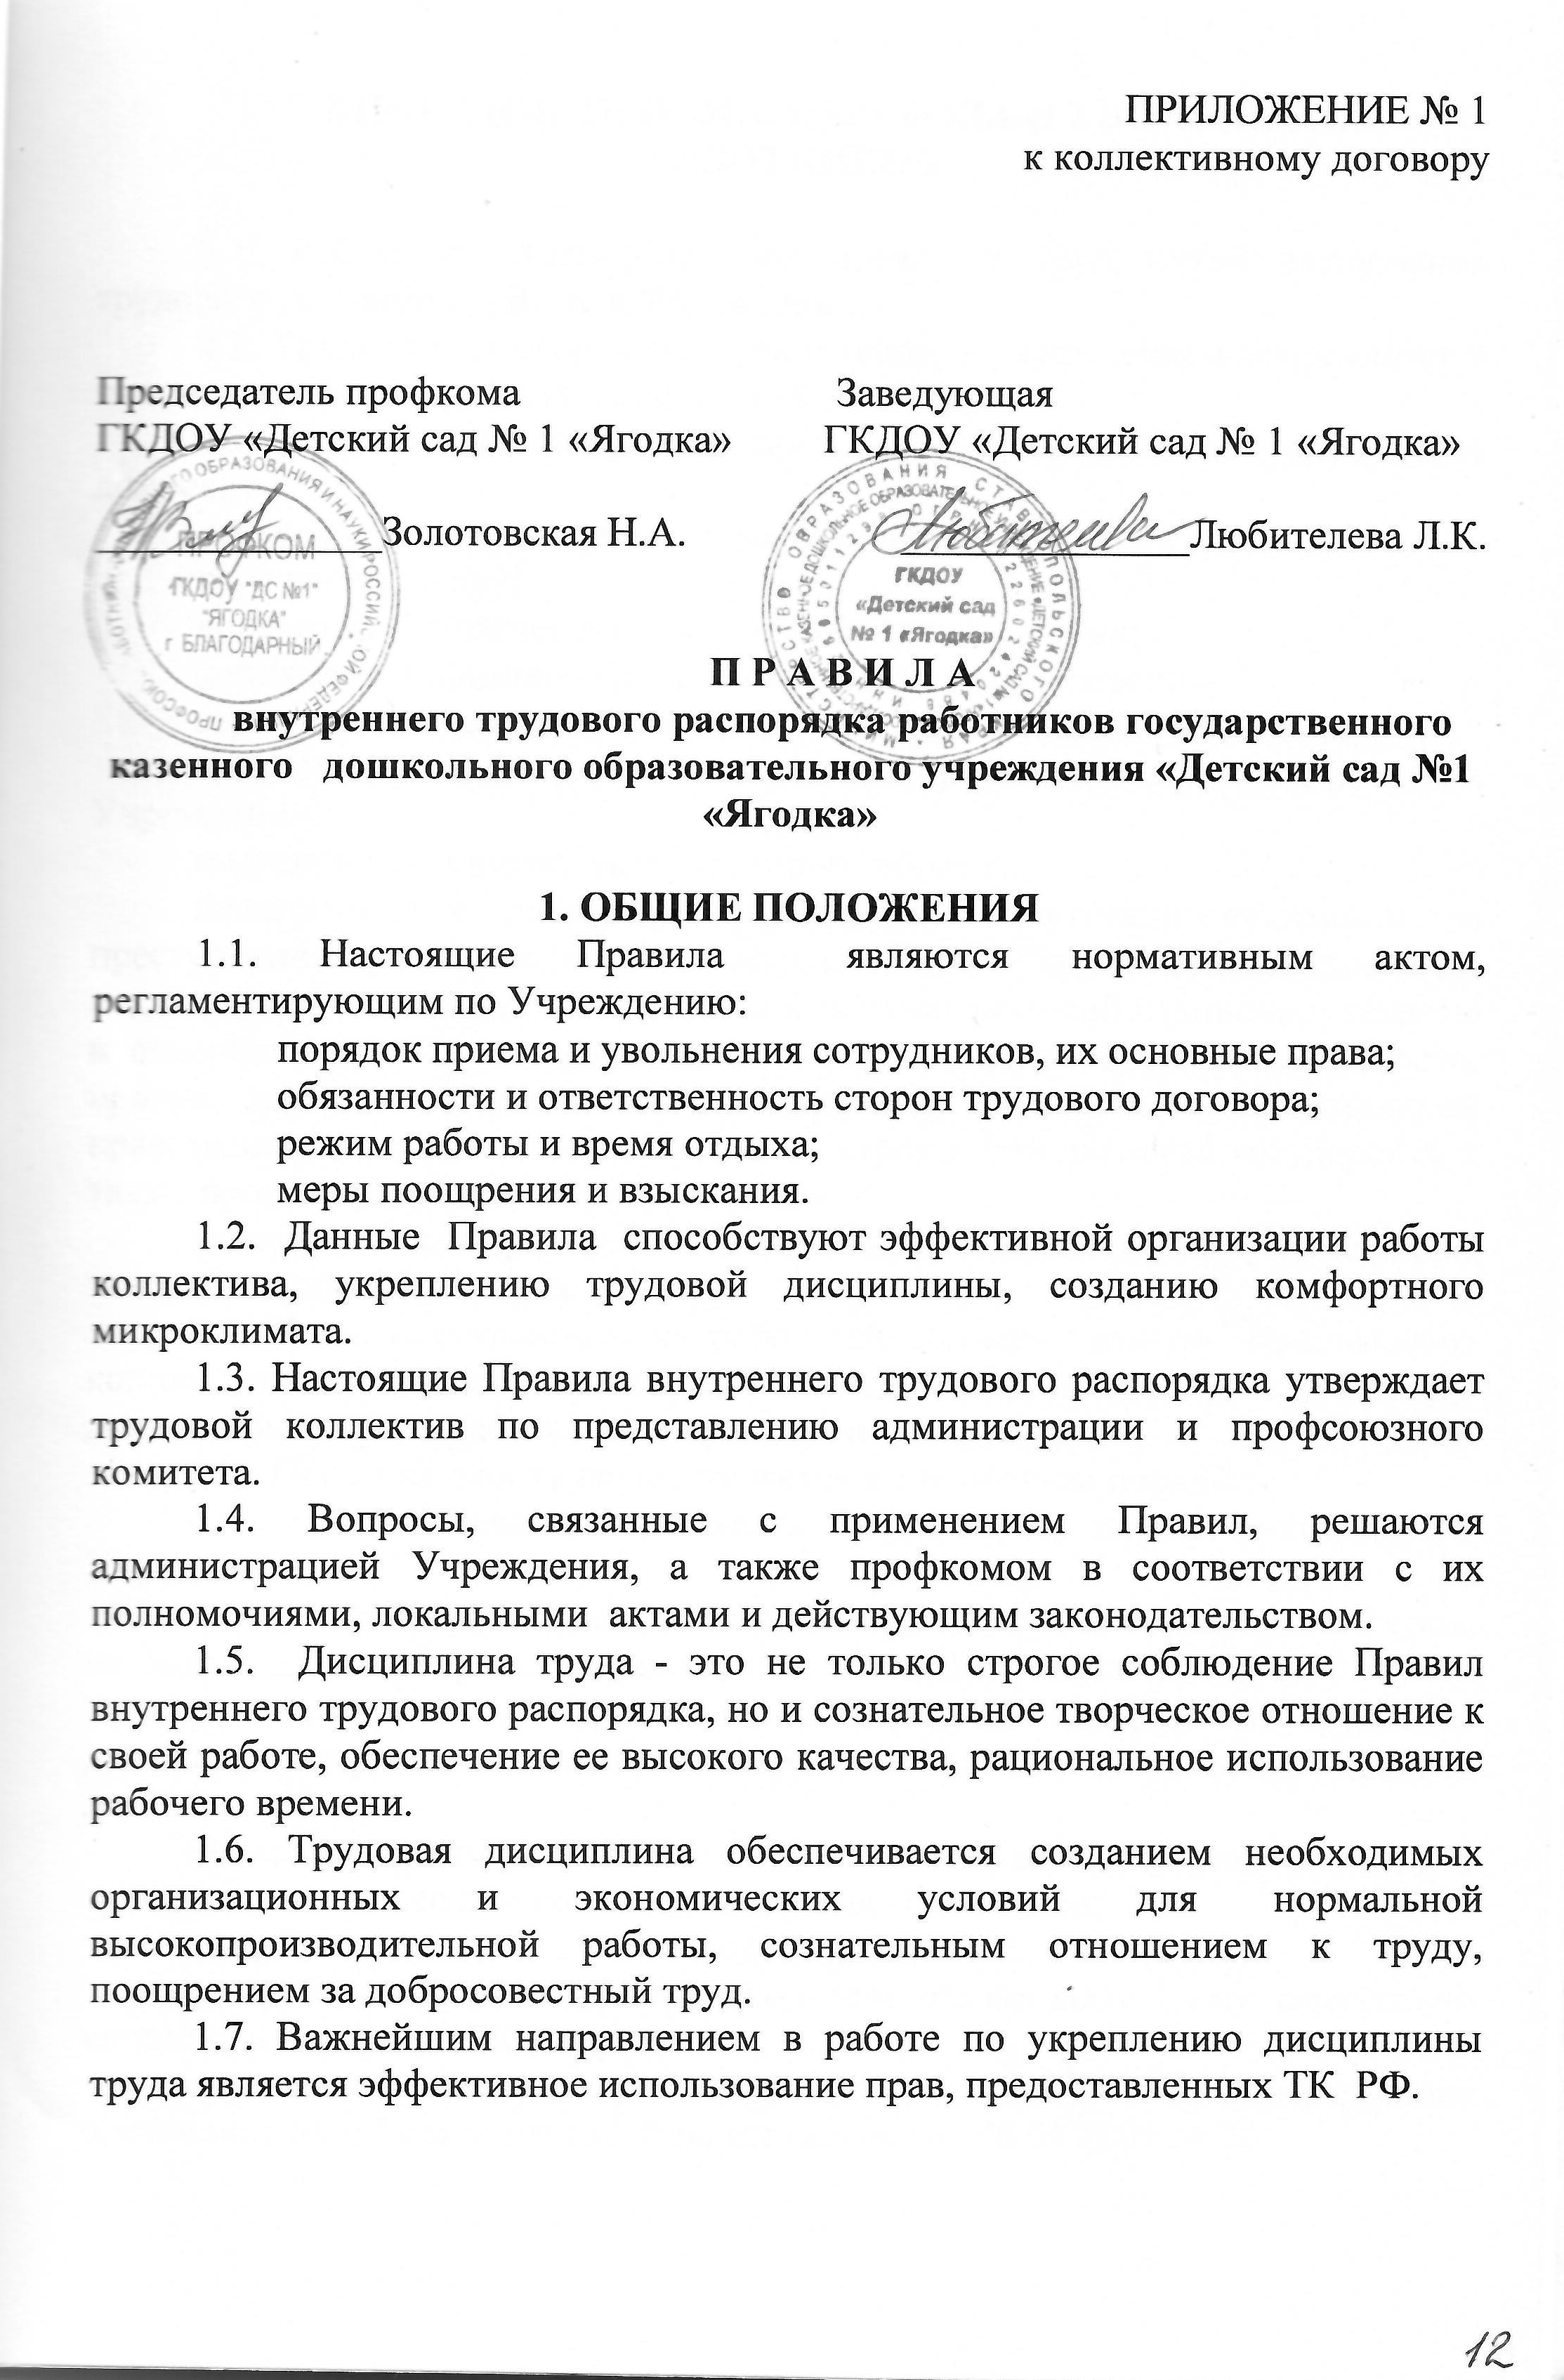 ПРИЛОЖЕНИЕ № 1
к коллективному договору
Председатель профкома
ГКДОУ «Детский сад № 1 «Ягодка»
Золотовская Н.А.
ПРОФКОМ
ГКДОУ "ДС №1"
"ЯГОДКА"
г БЛАГОДАРНЫЙ
Заведующая
ГКДОУ «Детский сад № 1 «Ягодка»
Любителева Л.К.
ГКДОУ
«Детский сад
№ 1 «Ягодка»
П Р А В И Л А
внутреннего трудового распорядка работников государственного
казенного дошкольного образовательного учреждения «Детский сад №1
«Ягодка»
1. ОБЩИЕ ПОЛОЖЕНИЯ
1.1. Настоящие Правила являются нормативным актом,
регламентирующим по Учреждению:
порядок приема и увольнения сотрудников, их основные права;
обязанности и ответственность сторон трудового договора;
режим работы и время отдыха;
меры поощрения и взыскания.
1.2. Данные Правила способствуют эффективной организации работы
коллектива, укреплению трудовой дисциплины, созданию комфортного
микроклимата.
1.3. Настоящие Правила внутреннего трудового распорядка утверждает
трудовой коллектив по представлению администрации и профсоюзного
комитета.
1.4. Вопросы, связанные с применением Правил, решаются
администрацией Учреждения, а также профкомом в соответствии с их
полномочиями, локальными актами и действующим законодательством.
1.5. Дисциплина труда - это не только строгое соблюдение Правил
внутреннего трудового распорядка, но и сознательное творческое отношение к
своей работе, обеспечение ее высокого качества, рациональное использование
рабочего времени.
1.6. Трудовая дисциплина обеспечивается созданием необходимых
организационных и экономических условий для нормальной
высокопроизводительной работы, сознательным отношением к труду,
поощрением за добросовестный труд.
1.7. Важнейшим направлением в работе по укреплению дисциплины
труда является эффективное использование прав, предоставленных ТК РФ.
12